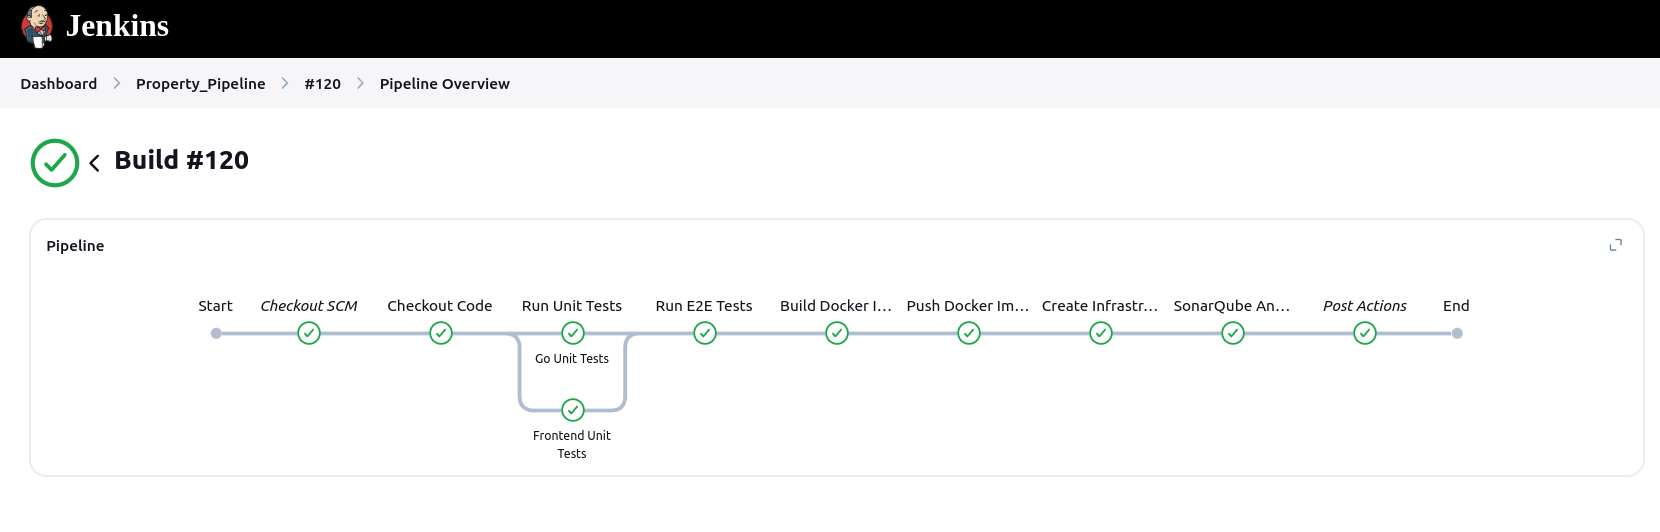 Jenkins
Dashboard > Property_Pipeline > #120 > Pipeline Overview
Build #120
Pipeline
Start Checkout SCM Checkout Code Run Unit Tests Run E2E Tests Build Docker I... Push Docker Im... Create Infrastr... SonarQube An... Post Actions End
Go Unit Tests
Frontend Unit
Tests